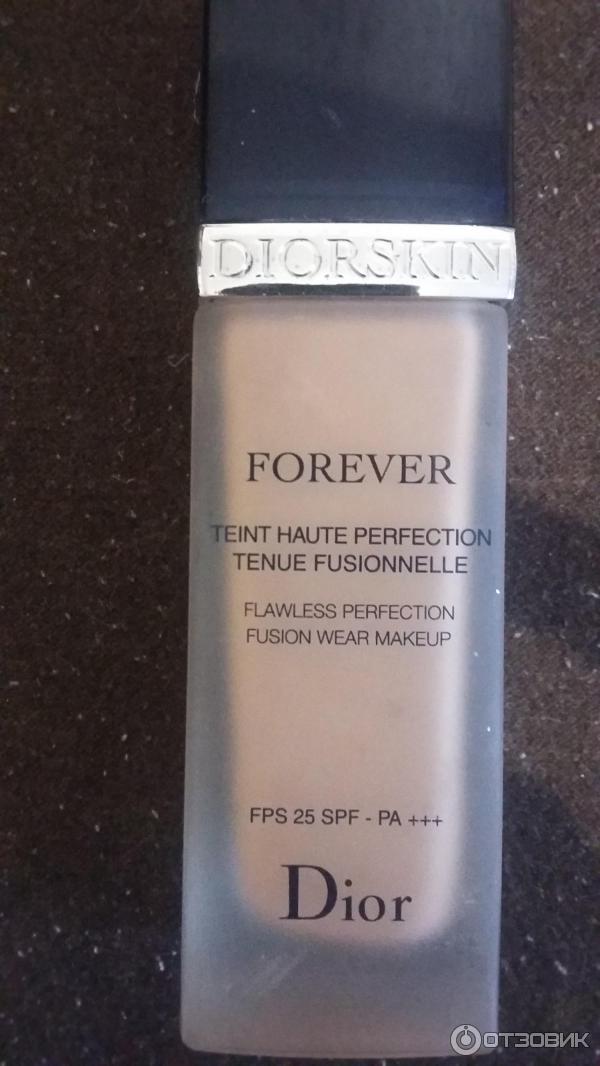 DIORSKIN
FOREVER
TEINT HAUTE PERFECTION
TENUE FUSIONNELLE
FLAWLESS PERFECTION
FUSION WEAR MAKEUP
FPS 25 SPF - PA +++
Dior
ОТЗОВИК